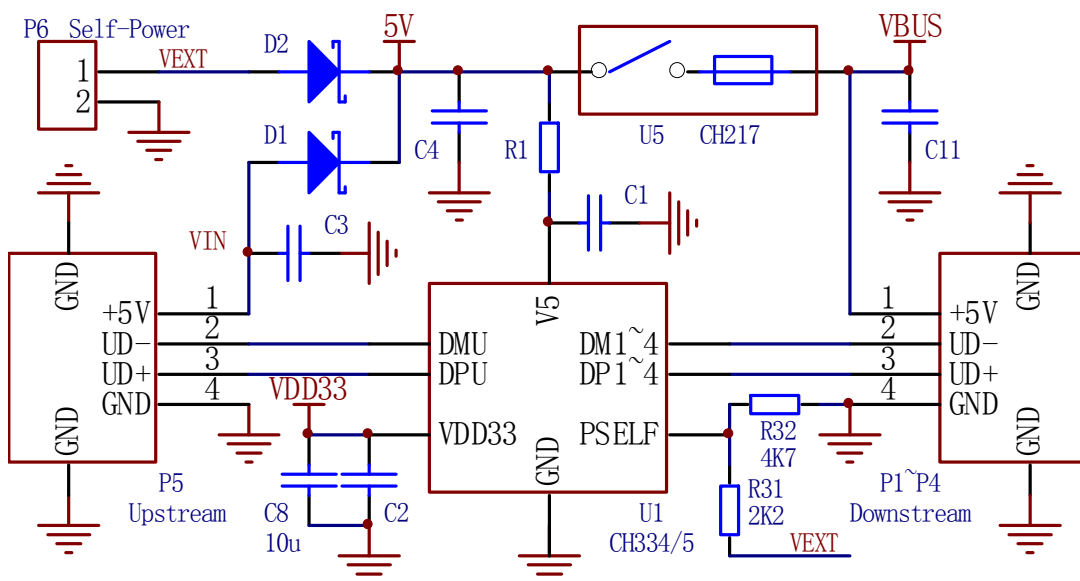 P6 Self-Power
VEXT
1
2
D2
5V
VBUS
D1
C4
R1
U5 CH217
C11
C3
C1
VIN
GND
V5
GND
+5V 1
UD- 2
UD+ 3
GND 4
GND
DMU
DPU
VDD33
VDD33
GND
DM1~4
DP1~4
PSELF
1 +5V
2 UD-
3 UD+
4 GND
GND
R32
4K7
R31
2K2
VEXT
P5
Upstream
C8
10u
C2
U1
CH334/5
P1~P4
Downstream